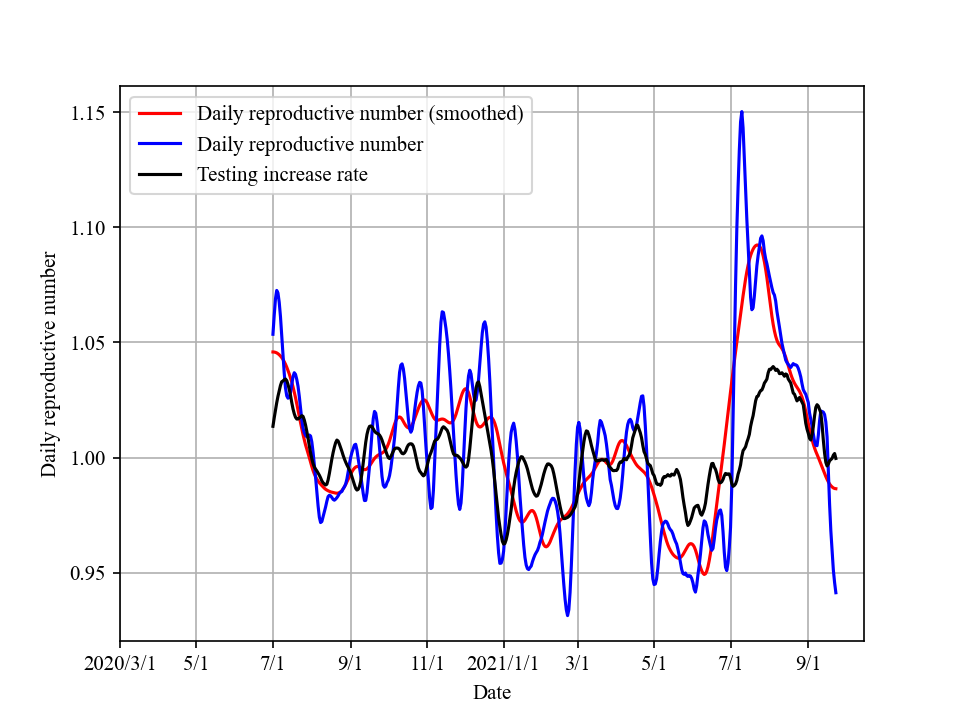 Daily reproductive number (smoothed)
Daily reproductive number
Testing increase rate
Daily reproductive number
1.15
1.10
1.05
1.00
0.95
2020/3/1 5/1 7/1 9/1 11/1 2021/1/1 3/1 5/1 7/1 9/1
Date